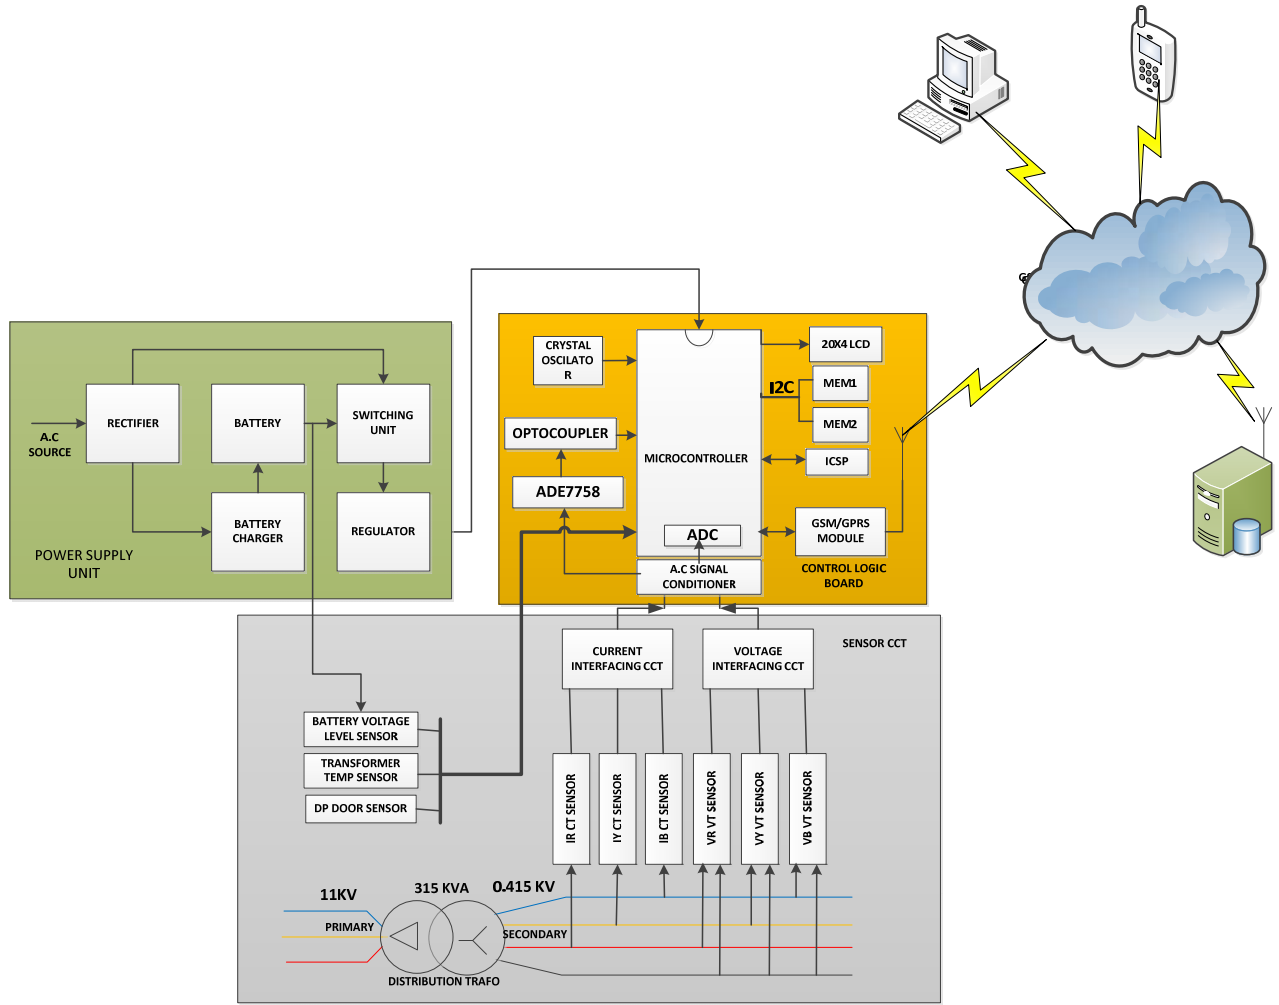 RECTIFIER
BATTERY
SWITCHING
UNIT
A.C
SOURCE
BATTERY
CHARGER
REGULATOR
POWER SUPPLY
UNIT
CRYSTAL
OSCILATO
R
20X4 LCD
I2C
MEM1
MEM2
OPTOCOUPLER
MICROCONTROLLER
ICSP
ADE7758
GSM/GPRS
MODULE
ADC
A.C SIGNAL
CONDITIONER
CONTROL LOGIC
BOARD
CURRENT
INTERFACING CCT
VOLTAGE
INTERFACING CCT
SENSOR CCT
BATTERY VOLTAGE
LEVEL SENSOR
TRANSFORMER
TEMP SENSOR
DP DOOR SENSOR
IR CT SENSOR
IY CT SENSOR
IB CT SENSOR
VR VT SENSOR
VY VT SENSOR
VB VT SENSOR
11KV
315 KVA
0.415 KV
PRIMARY
SECONDARY
DISTRIBUTION TRAFO